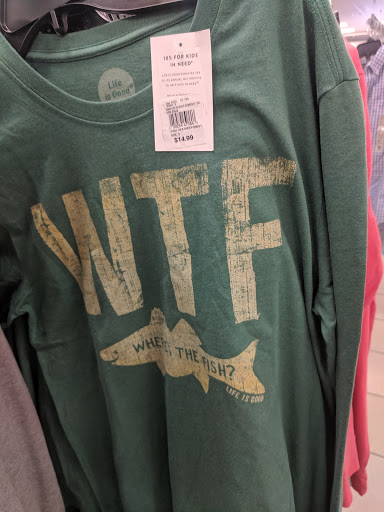 Life
is Good
10% FOR KIDS
IN NEED®
$14.99
WTF
WHERE'S THE FISH?
LIFE IS GOOD